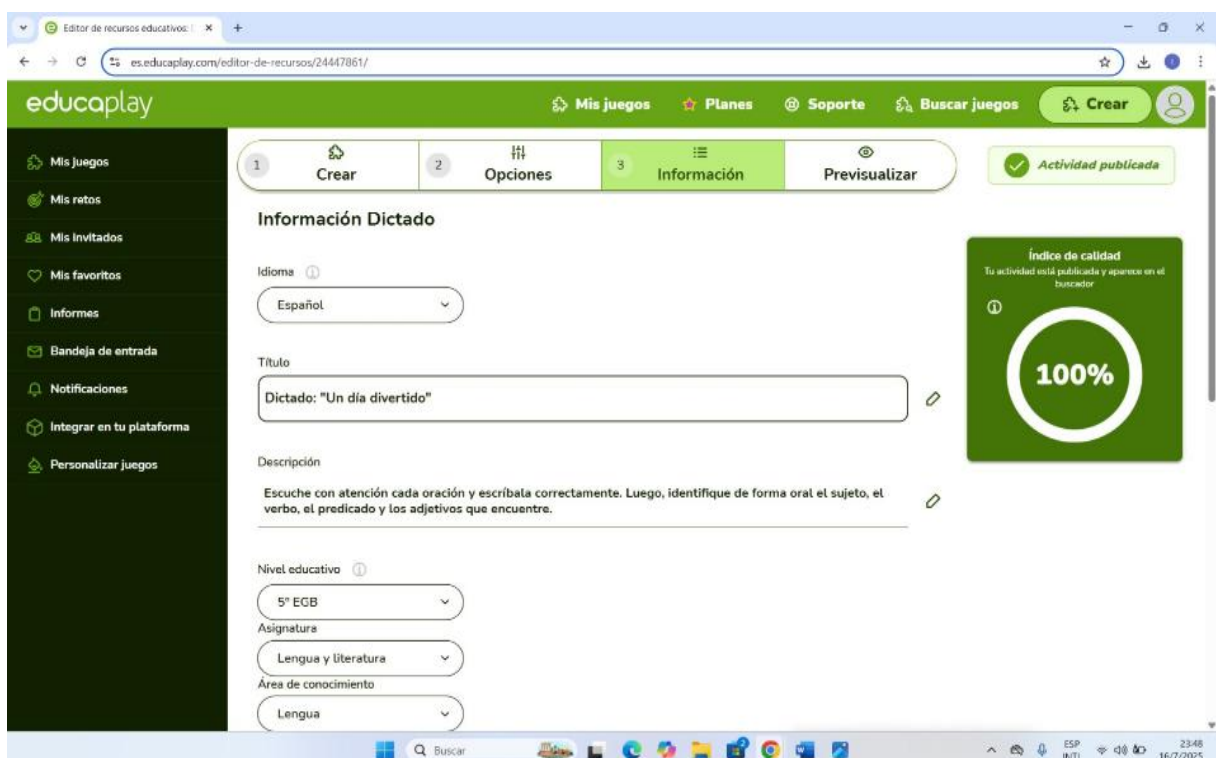 Editor de recursos educativos:
es.educaplay.com/editor-de-recursos/24447861/
educaplay
Mis juegos
Planes
Soporte
Buscar juegos
Crear
Mis juegos
Mis retos
Mis invitados
Mis favoritos
Informes
Bandeja de entrada
Notificaciones
Integrar en tu plataforma
Personalizar juegos
1 Crear
2 Opciones
3 Información
Previsualizar
Actividad publicada
Información Dictado
Idioma
Español
Título
Dictado: "Un día divertido"
Descripción
Escuche con atención cada oración y escríbala correctamente. Luego, identifique de forma oral el sujeto, el
verbo, el predicado y los adjetivos que encuentre.
Nivel educativo
5º EGB
Asignatura
Lengua y literatura
Área de conocimiento
Lengua
Índice de calidad
Tu actividad está publicada y aparece en el
buscador
100%
Buscar
ESP
INTL
23:48
16/7/2025